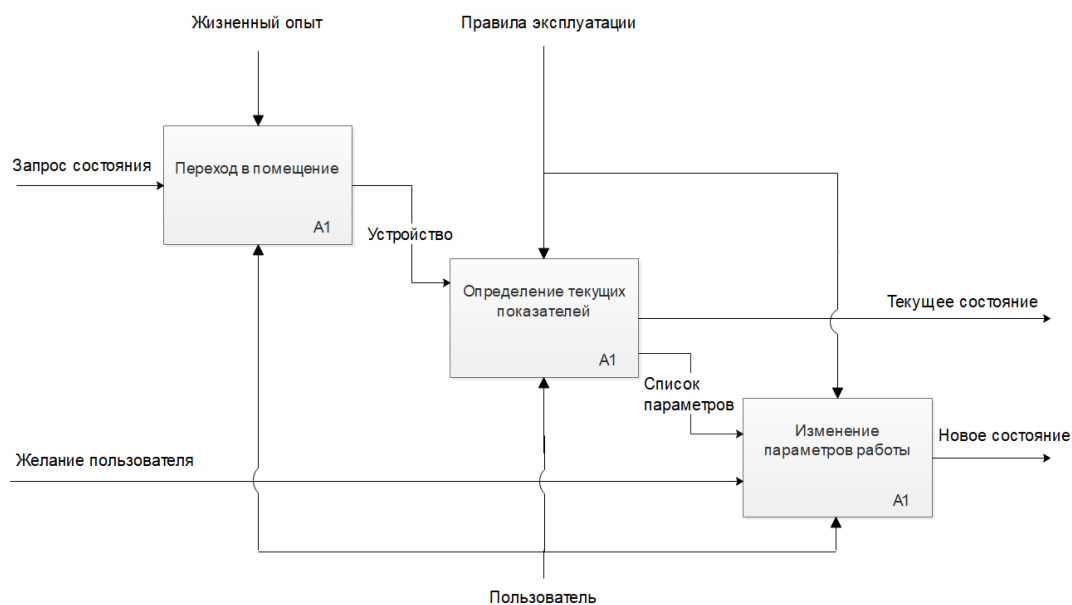 Жизненный опыт
Правила эксплуатации
Запрос состояния
Переход в помещение
A1
Устройство
Определение текущих
показателей
A1
Текущее состояние
Список
параметров
Изменение
параметров работы
A1
Новое состояние
Желание пользователя
Пользователь